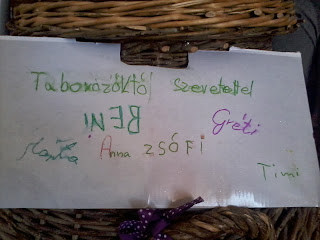 Táborozóktól szeretettel
BENI
Gréti
Anna ZSÓFI
Timi